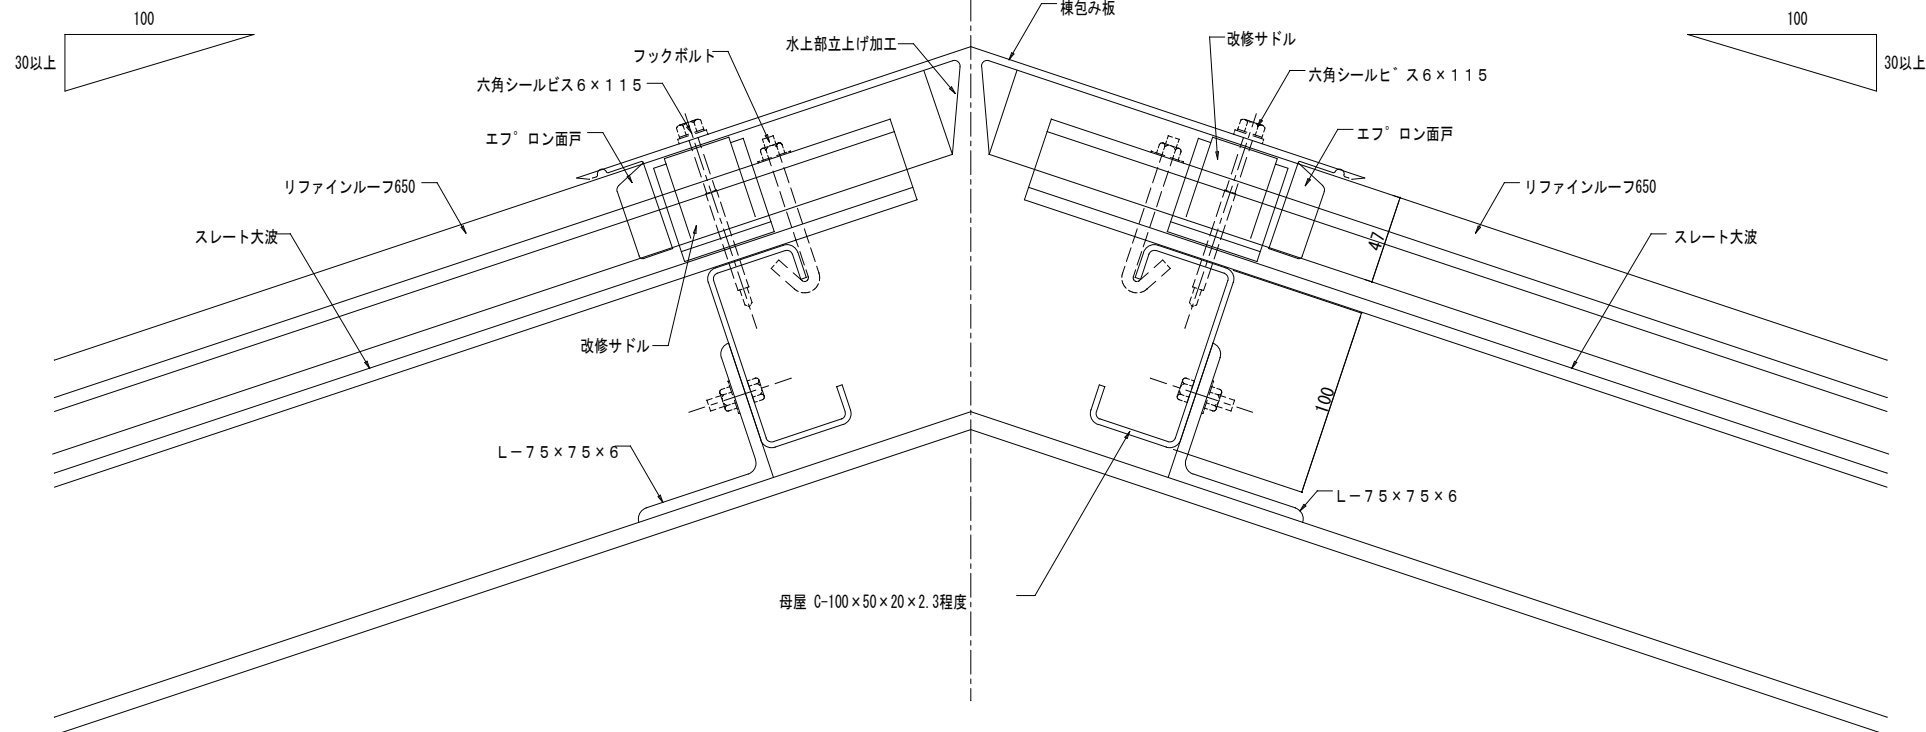 100
30以上
棟包み板
改修サドル
六角シールビス６×１１５
エプロン面戸
100
30以上
水上部立上げ加工
フックボルト
六角シールビス６×１１５
エプロン面戸
リファインルーフ650
スレート大波
改修サドル
リファインルーフ650
スレート大波
47
100
Ｌ－７５×７５×６
Ｌ－７５×７５×６
母屋 C-100×50×20×2.3程度